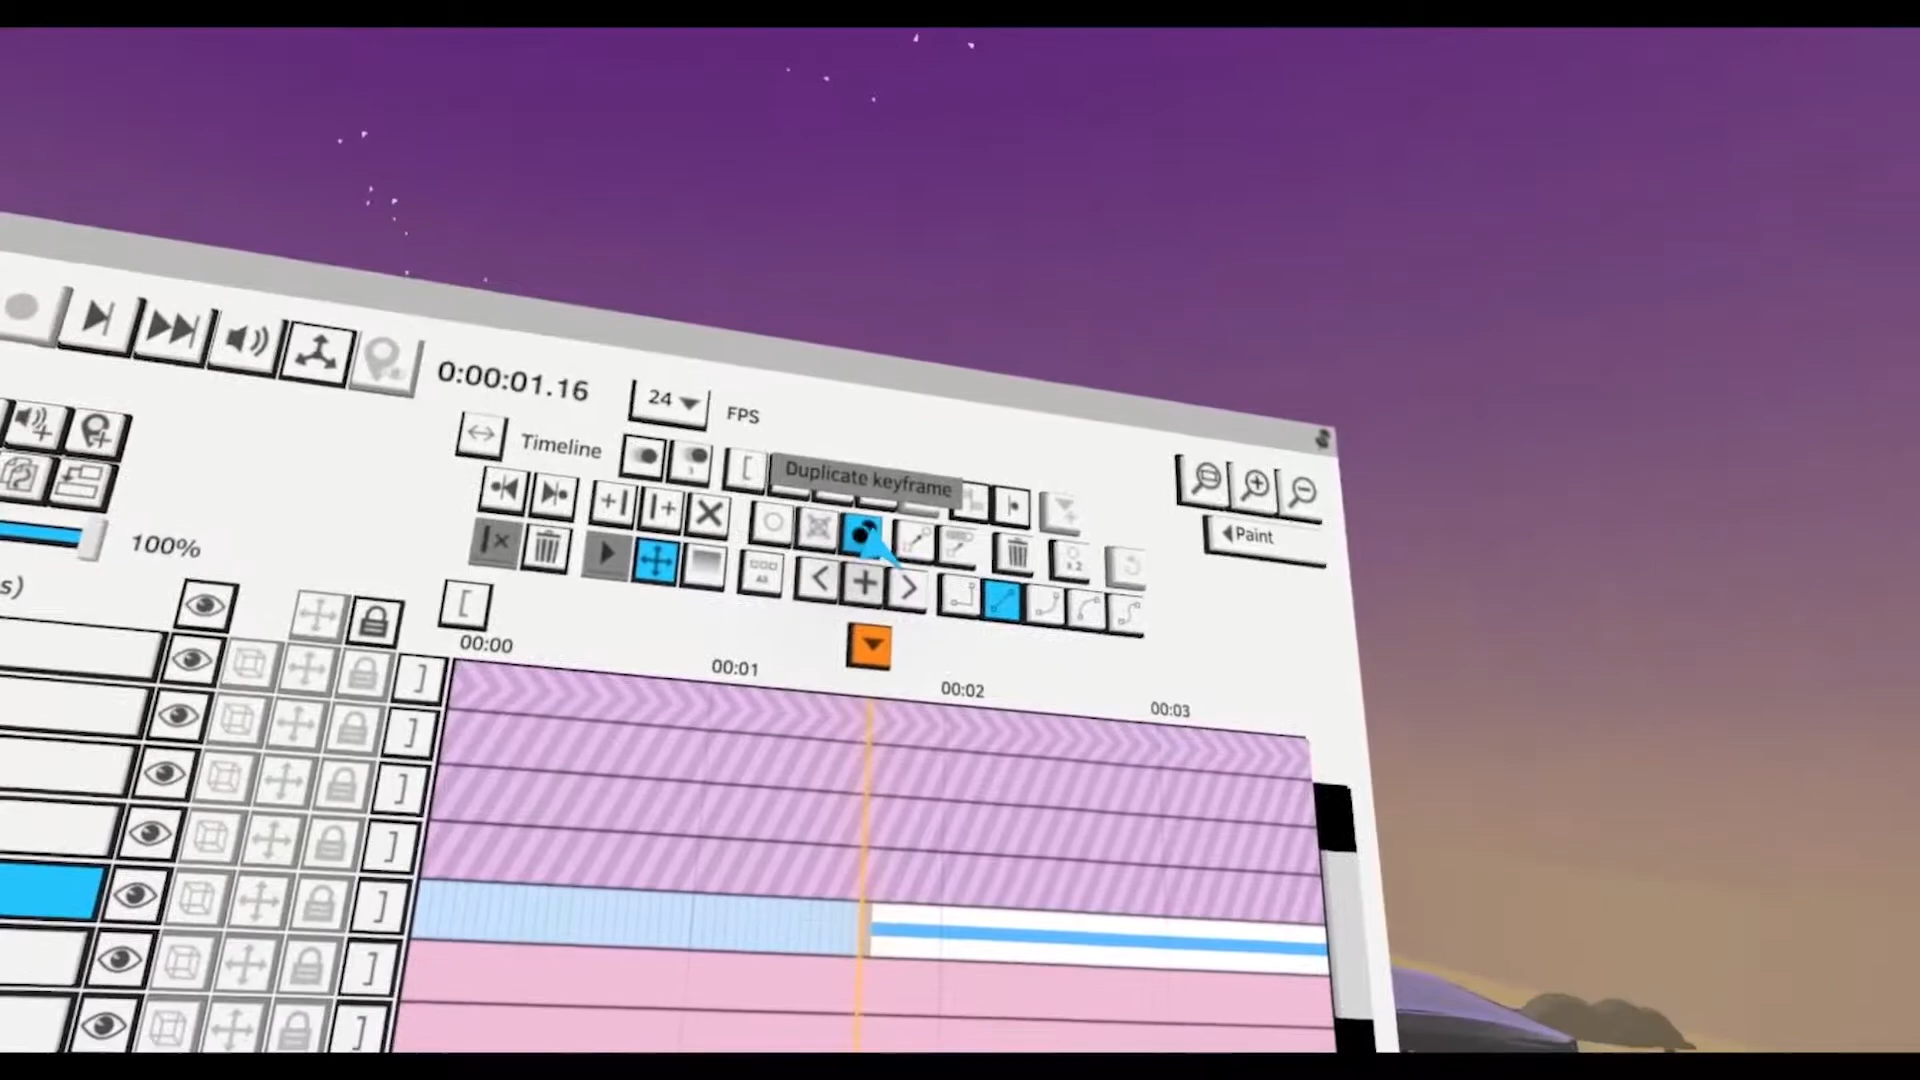 0:00:01.16
24
FPS
Timeline
Duplicate keyframe
Paint
100%
s)
00:00
00:01
00:02
00:03